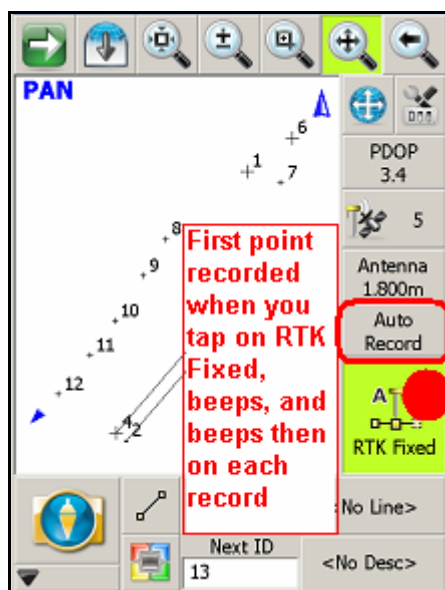 PAN
6
1
7
PDOP
3.4
5
8
First point
recorded
when you
tap on RTK
Fixed,
beeps, and
beeps then
on each
record
9
Antenna
1.800m
10
Auto
Record
11
12
A
RTK Fixed
4
2
<No Line>
Next ID
13
<No Desc>